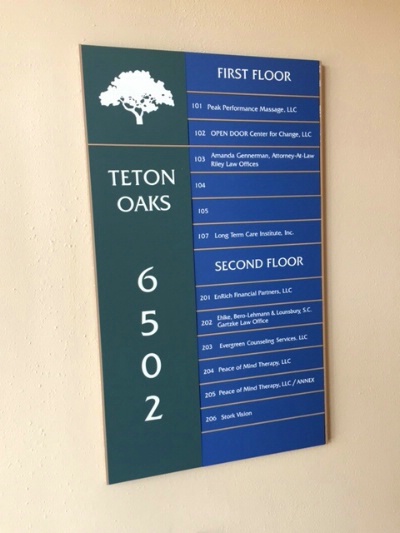 TETON
OAKS
6
5
0
2
FIRST FLOOR
101 Peak Performance Massage, LLC
102 OPEN DOOR Center for Change, LLC
103 Amanda Gennerman, Attorney-At-Law
Riley Law Offices
104
105
107 Long Term Care Institute, Inc.
SECOND FLOOR
201 EnRich Financial Partners, LLC
202 Ehlke, Bero-Lehmann & Lounsbury, S.C.
Gartzke Law Office
203 Evergreen Counseling Services, LLC
204 Peace of Mind Therapy, LLC
205 Peace of Mind Therapy, LLC / ANNEX
206 Stork Vision